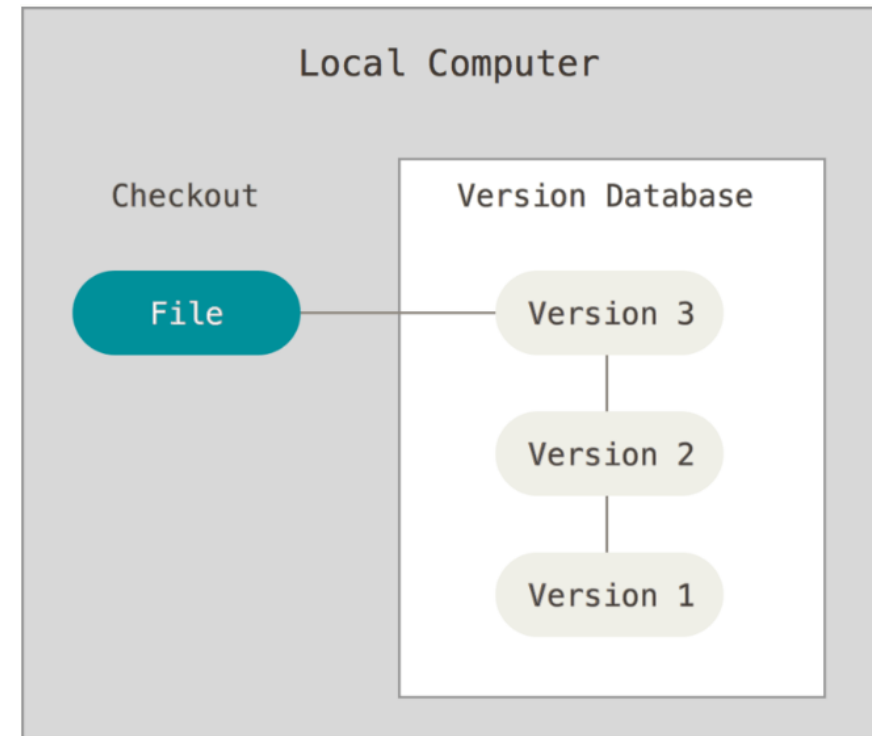 Local Computer
Checkout
Version Database
File
Version 3
Version 2
Version 1